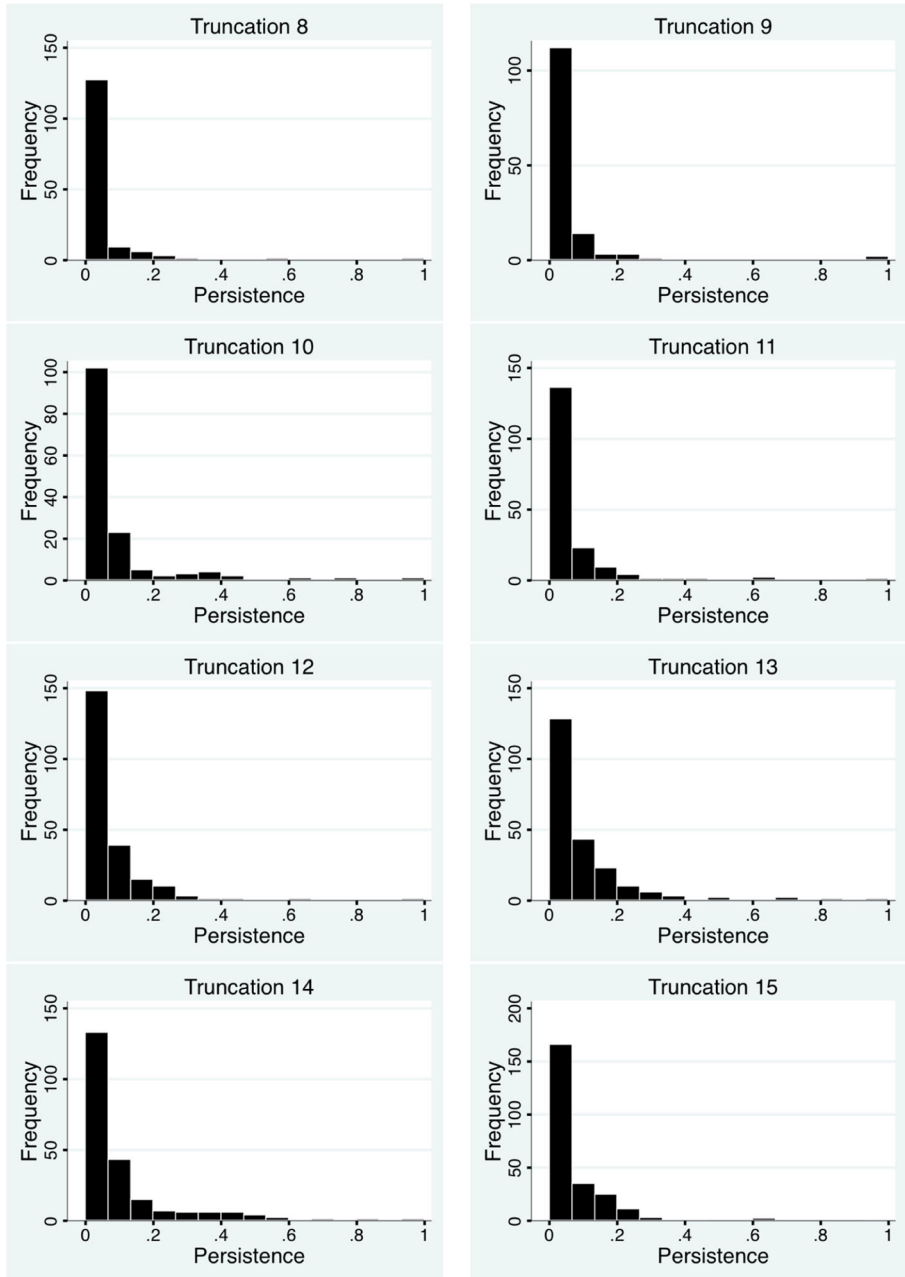 Truncation 8
Frequency
0 50 100 150
0 .2 .4 .6 .8 1
Persistence
Truncation 9
Frequency
0 50 100
0 .2 .4 .6 .8 1
Persistence
Truncation 10
Frequency
0 20 40 60 80 100
0 .2 .4 .6 .8 1
Persistence
Truncation 11
Frequency
0 50 100 150
0 .2 .4 .6 .8 1
Persistence
Truncation 12
Frequency
0 50 100 150
0 .2 .4 .6 .8 1
Persistence
Truncation 13
Frequency
0 50 100 150
0 .2 .4 .6 .8 1
Persistence
Truncation 14
Frequency
0 50 100 150
0 .2 .4 .6 .8 1
Persistence
Truncation 15
Frequency
0 50 100 150 200
0 .2 .4 .6 .8 1
Persistence